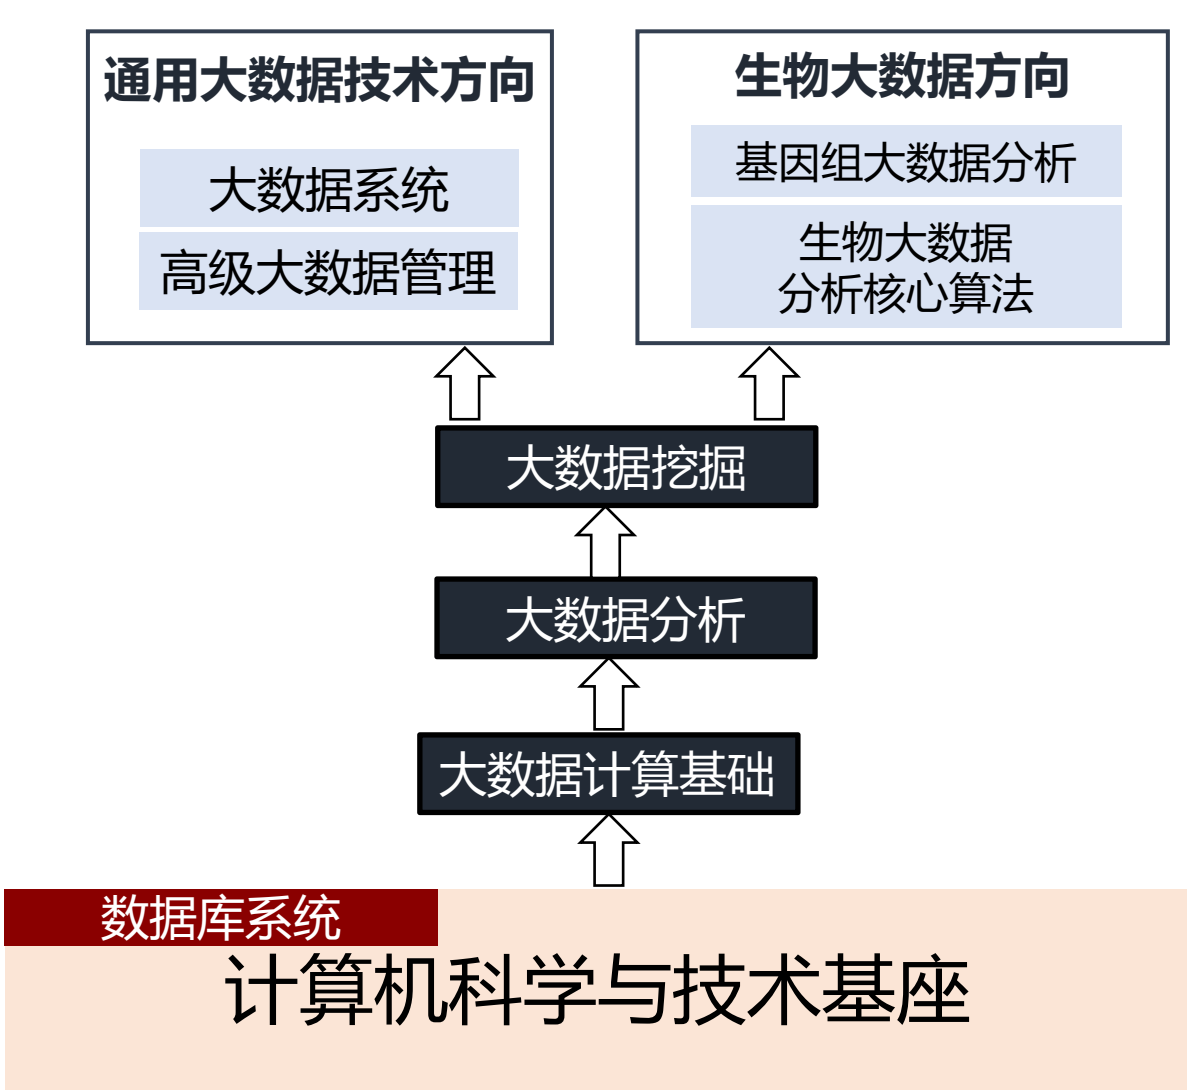 通用大数据技术方向
大数据系统
高级大数据管理
生物大数据方向
基因组大数据分析
生物大数据
分析核心算法
大数据挖掘
大数据分析
大数据计算基础
数据库系统
计算机科学与技术基座